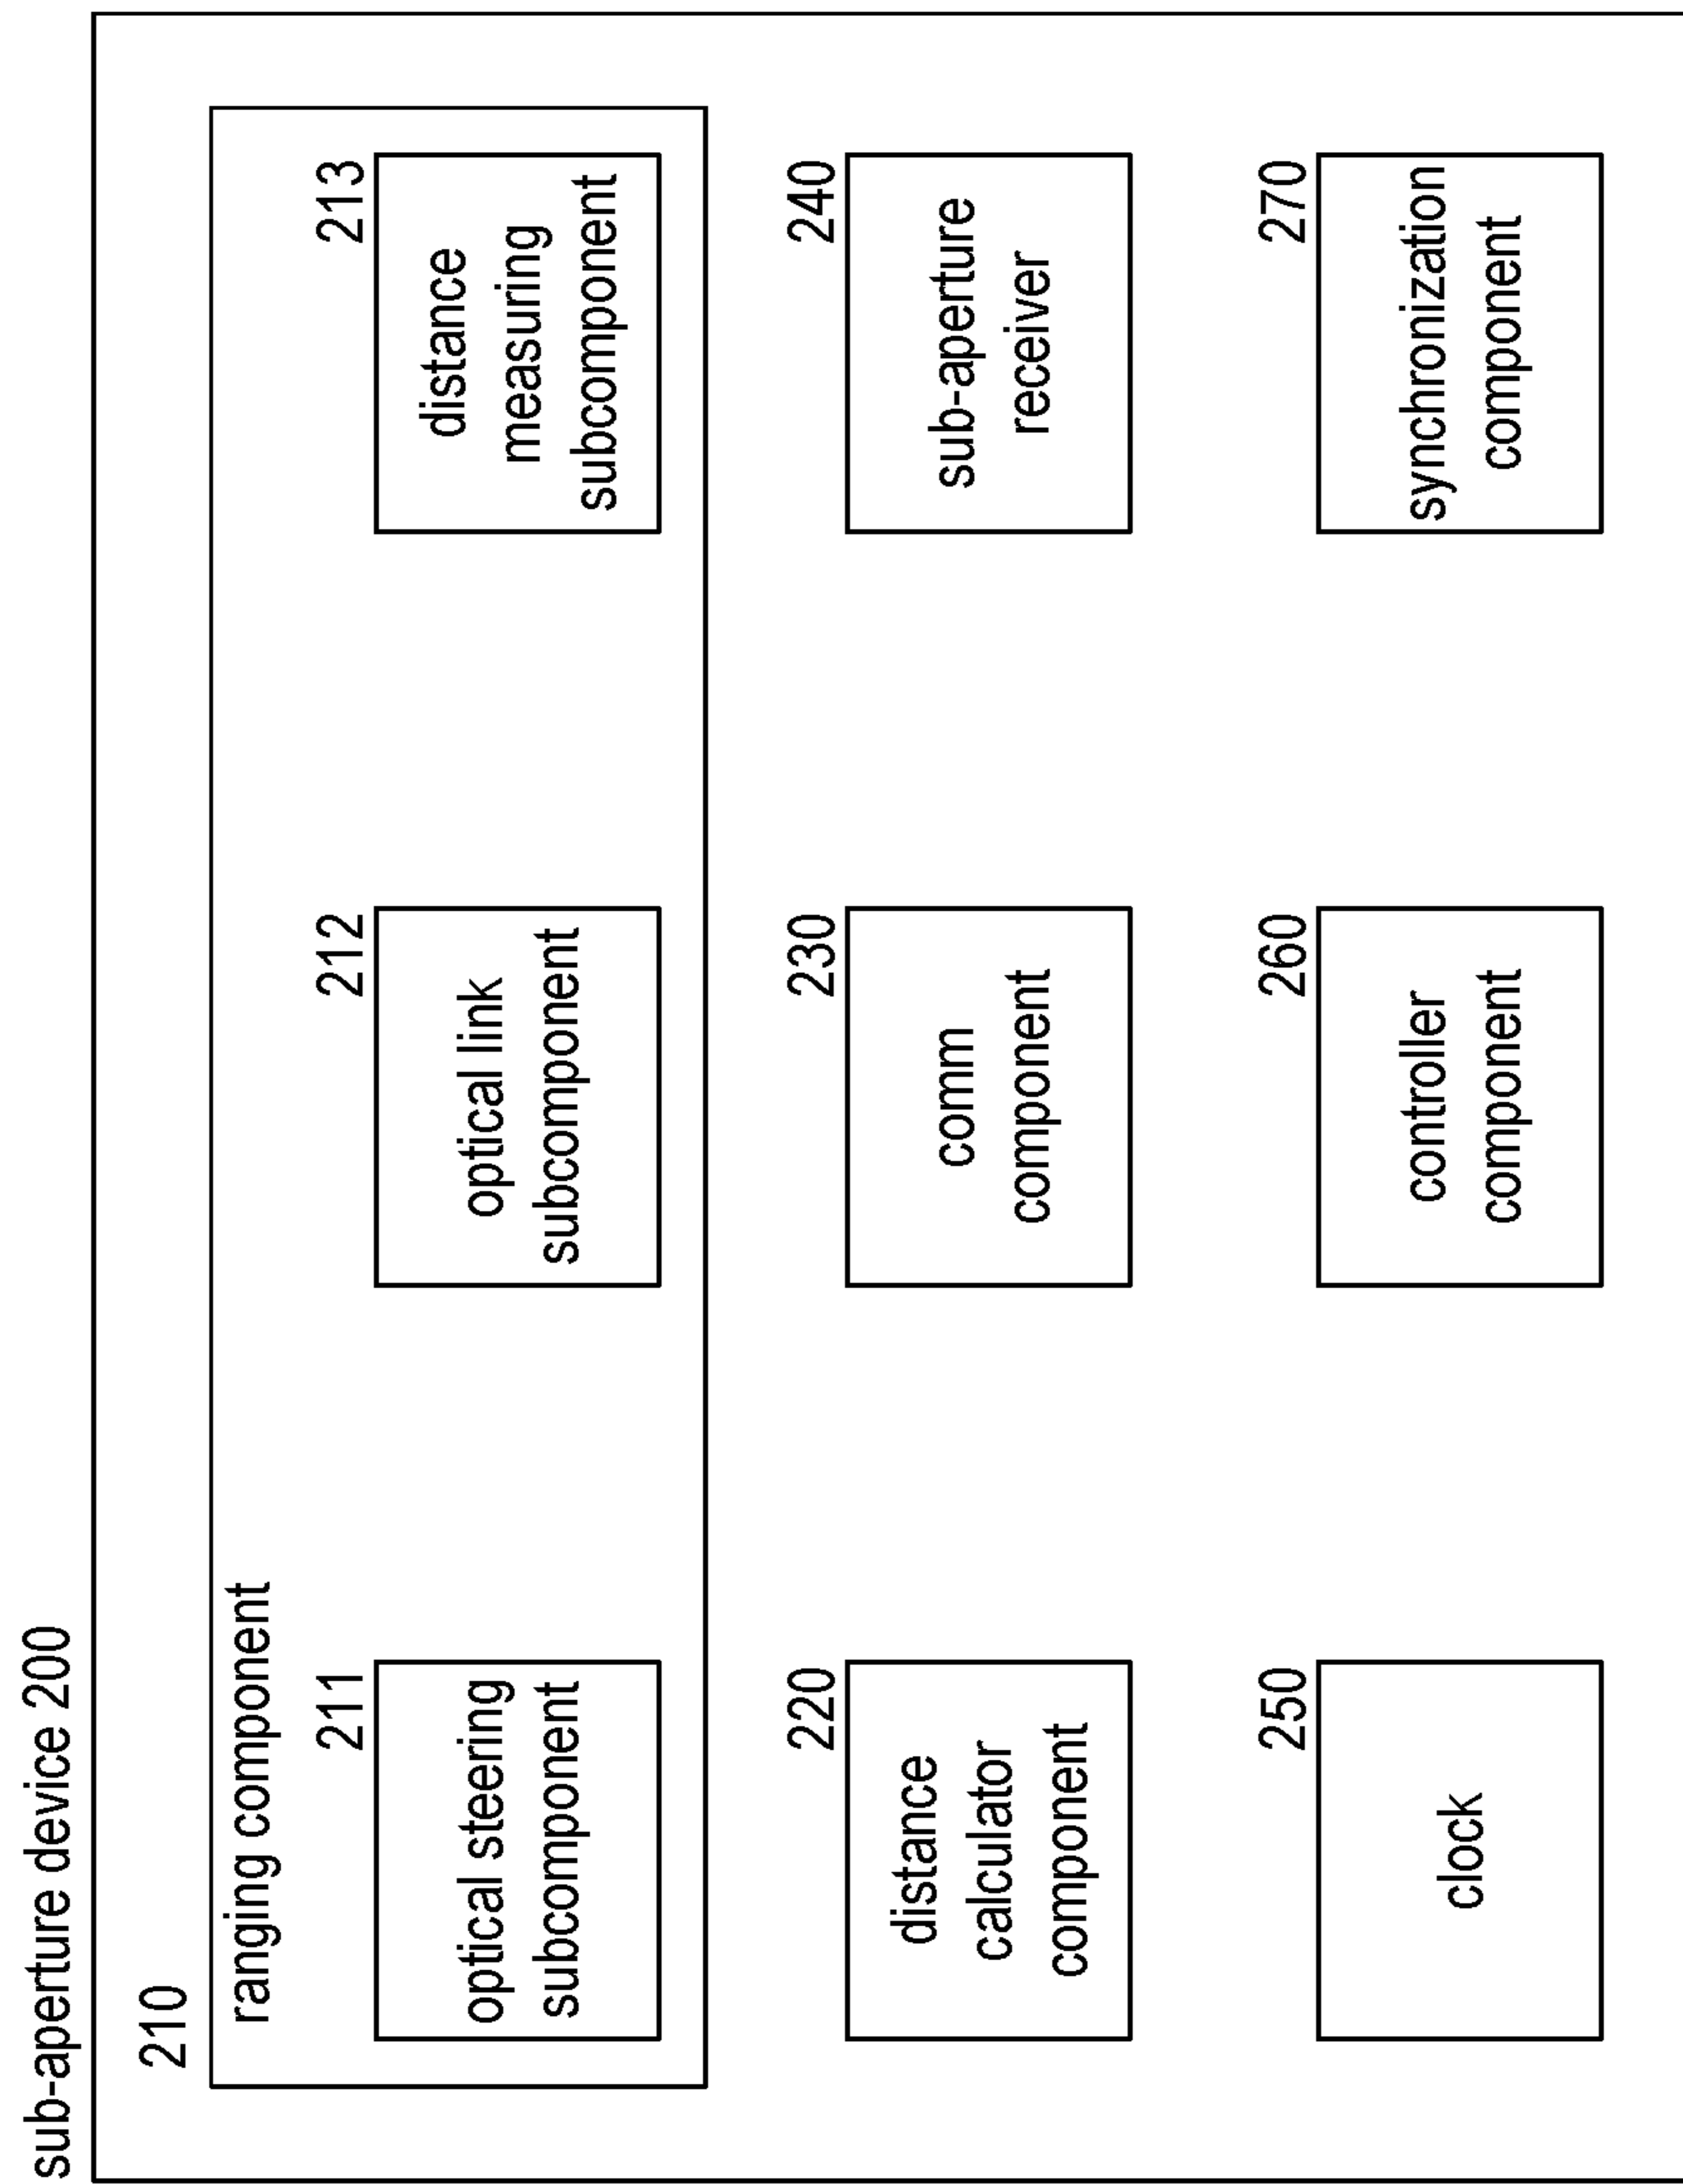 sub-aperture device 200
210
ranging component
211
optical steering
subcomponent
212
optical link
subcomponent
213
distance
measuring
subcomponent
220
distance
calculator
component
230
comm
component
240
sub-aperture
receiver
250
clock
260
controller
component
270
synchronization
component